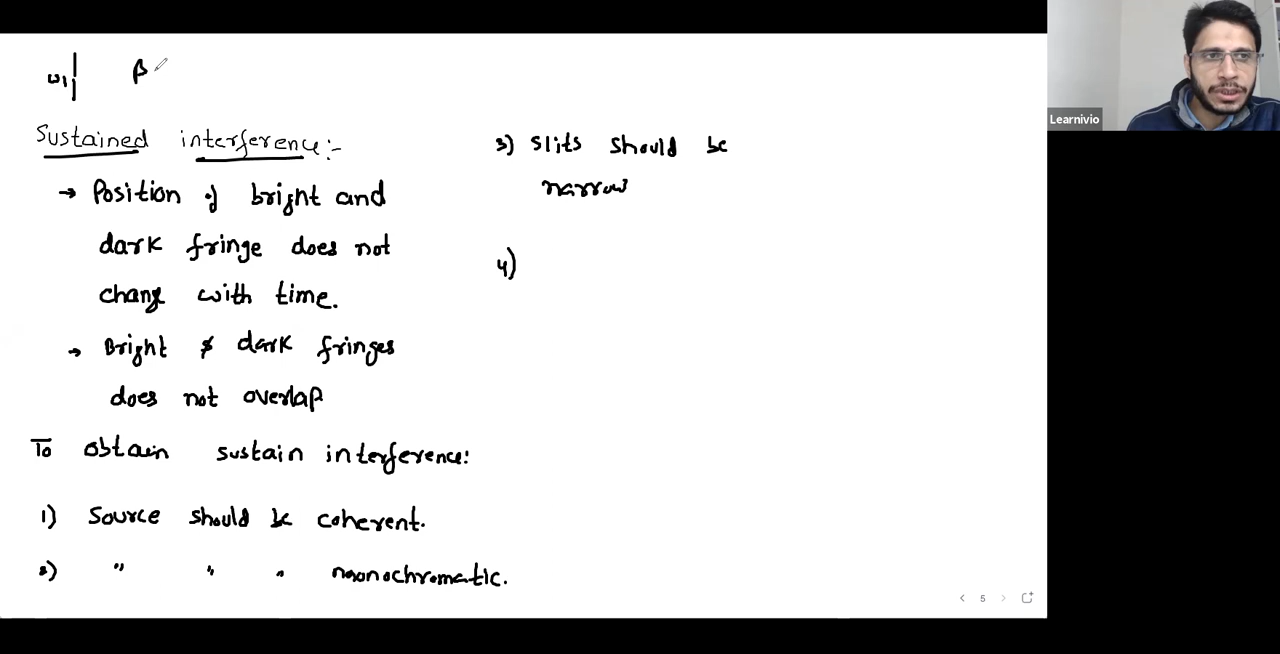 ω1
β
Sustained interference:-
→ Position of bright and
dark fringe does not
change with time.
→ Bright & dark fringes
does not overlap
To obtain sustain interference:
1) Source should be coherent.
2) " " " monochromatic.
3) Slits should be
narrow
4)
Learnivio
5